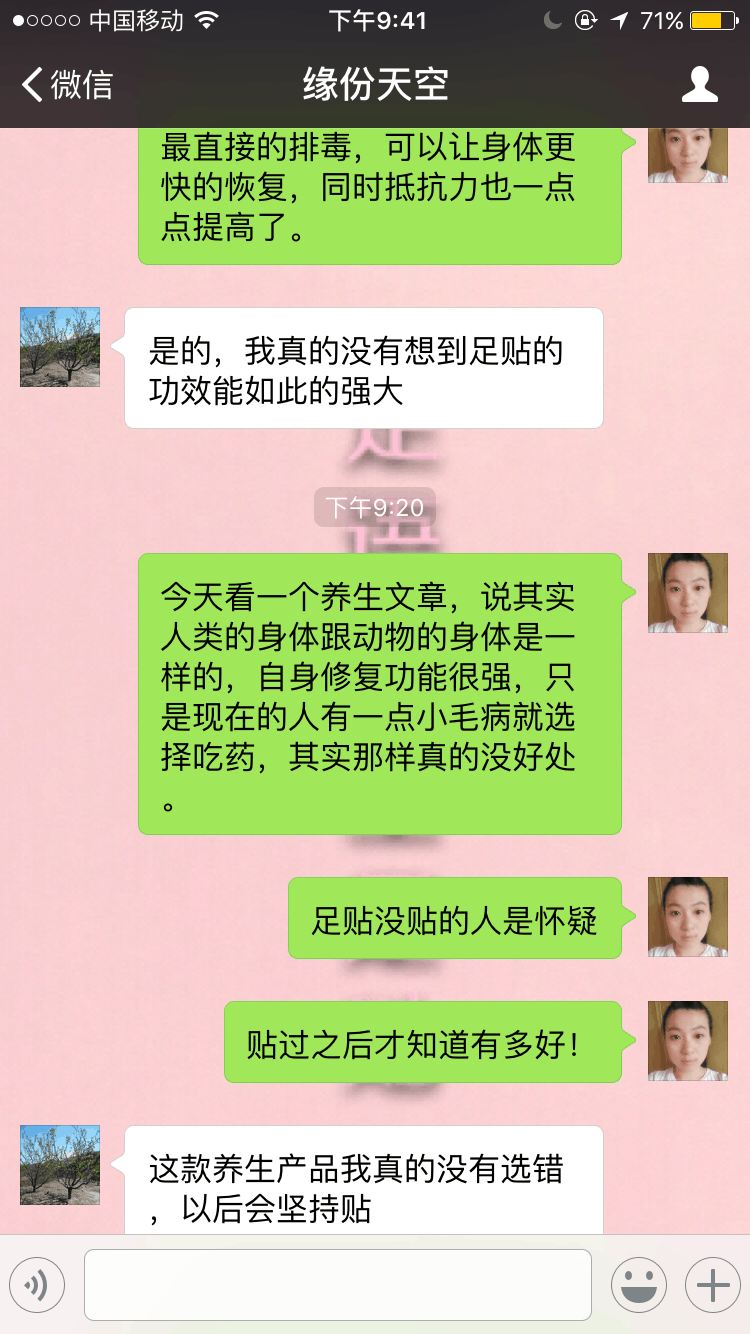 中国移动 下午9:41 71%
微信 缘份天空
最直接的排毒，可以让身体更
快的恢复，同时抵抗力也一点
点提高了。
是的，我真的没有想到足贴的
功效能如此的强大
下午9:20
今天看一个养生文章，说其实
人类的身体跟动物的身体是一
样的，自身修复功能很强，只
是现在的人有一点小毛病就选
择吃药，其实那样真的没好处
。
足贴没贴的人是怀疑
贴过之后才知道有多好！
这款养生产品我真的没有选错
，以后会坚持贴